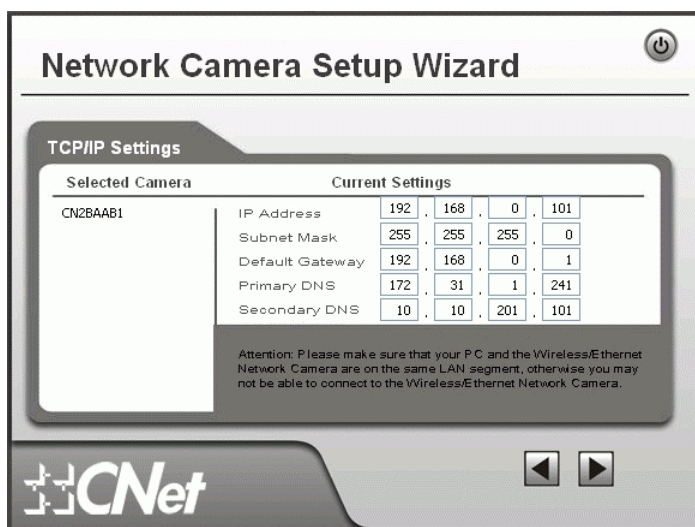 Network Camera Setup Wizard
TCP/IP Settings
Selected Camera
Current Settings
CN2BAAB1
IP Address 192 . 168 . 0 . 101
Subnet Mask 255 . 255 . 255 . 0
Default Gateway 192 . 168 . 0 . 1
Primary DNS 172 . 31 . 1 . 241
Secondary DNS 10 . 10 . 201 . 101
Attention: Please make sure that your PC and the Wireless/Ethernet
Network Camera are on the same LAN segment, otherwise you may
not be able to connect to the Wireless/Ethernet Network Camera.
CNet